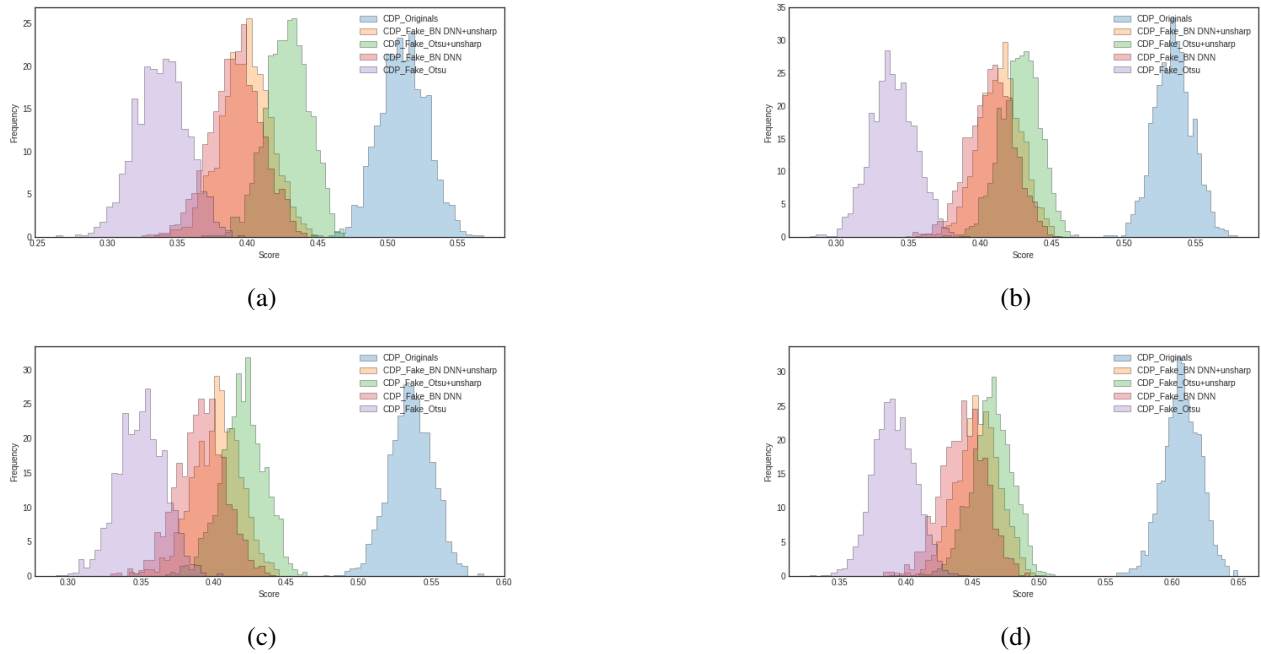 CDP_Originals
CDP_Fake_BN DNN+unsharp
CDP_Fake_Otsu+unsharp
CDP_Fake_BN DNN
CDP_Fake_Otsu
Frequency
25
20
15
10
5
0
0.25 0.30 0.35 0.40 0.45 0.50 0.55
Score
(a)
CDP_Originals
CDP_Fake_BN DNN+unsharp
CDP_Fake_Otsu+unsharp
CDP_Fake_BN DNN
CDP_Fake_Otsu
Frequency
35
30
25
20
15
10
5
0
0.30 0.35 0.40 0.45 0.50 0.55
Score
(b)
CDP_Originals
CDP_Fake_BN DNN+unsharp
CDP_Fake_Otsu+unsharp
CDP_Fake_BN DNN
CDP_Fake_Otsu
Frequency
30
25
20
15
10
5
0
0.30 0.35 0.40 0.45 0.50 0.55 0.60
Score
(c)
CDP_Originals
CDP_Fake_BN DNN+unsharp
CDP_Fake_Otsu+unsharp
CDP_Fake_BN DNN
CDP_Fake_Otsu
Frequency
30
25
20
15
10
5
0
0.35 0.40 0.45 0.50 0.55 0.60 0.65
Score
(d)